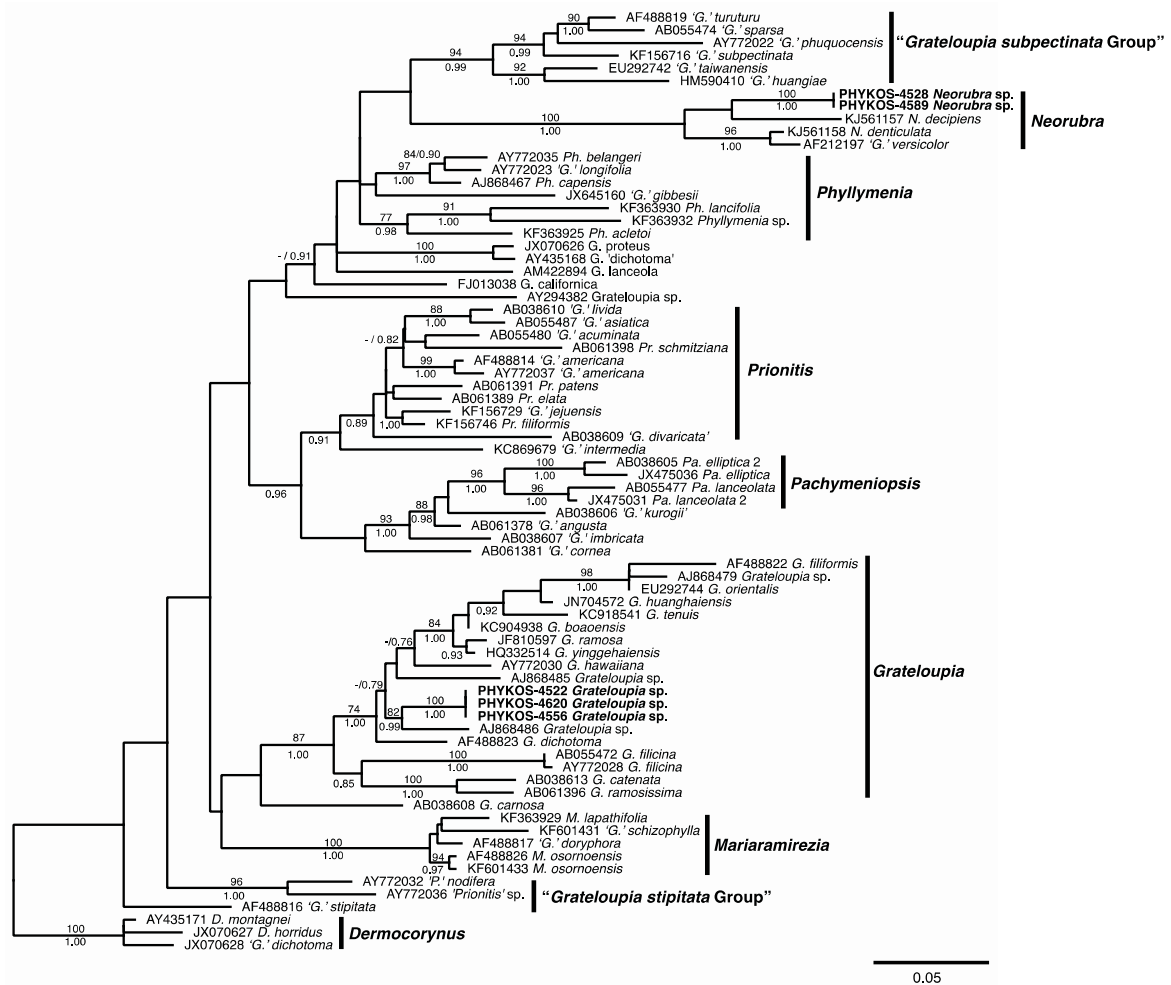 90
AF488819 'G.' turuturu
1.00
AB055474 'G.' sparsa
94
AY772022 'G.' phuquocensis
94
0.99
KF156716 'G.' subpectinata
"Grateloupia subpectinata Group"
0.99
92
EU292742 'G.' taiwanensis
1.00
HM590410 'G.' huangiae
100
PHYKOS-4528 Neorubra sp.
1.00
PHYKOS-4589 Neorubra sp.
100
KJ561157 N. decipiens
Neorubra
1.00
96
KJ561158 N. denticulata
1.00
AF212197 'G.' versicolor
84/0.90
AY772035 Ph. belangeri
97
AY772023 'G.' longifolia
1.00
AJ868467 Ph. capensis
JX645160 'G.' gibbesii
Phyllymenia
91
KF363930 Ph. lancifolia
77
1.00
KF363932 Phyllymenia sp.
0.98
KF363925 Ph. acletoi
100
JX070626 G. proteus
1.00
AY435168 G. 'dichotoma'
- / 0.91
AM422894 G. lanceola
FJ013038 G. californica
AY294382 Grateloupia sp.
88
AB038610 'G.' livida
1.00
AB055487 'G.' asiatica
- / 0.82
AB055480 'G.' acuminata
AB061398 Pr. schmitziana
99
AF488814 'G.' americana
1.00
AY772037 'G.' americana
Prionitis
AB061391 Pr. patens
AB061389 Pr. elata
KF156729 'G.' jejuensis
1.00
KF156746 Pr. filiformis
0.89
AB038609 'G. divaricata'
0.91
KC869679 'G.' intermedia
0.96
100
AB038605 Pa. elliptica 2
96
1.00
JX475036 Pa. elliptica
1.00
96
AB055477 Pa. lanceolata
Pachymeniopsis
1.00
JX475031 Pa. lanceolata 2
88
AB038606 'G.' kurogii'
93
0.98
AB061378 'G.' angusta
1.00
AB038607 'G.' imbricata
AB061381 'G.' cornea
98
AF488822 G. filiformis
1.00
AJ868479 Grateloupia sp.
EU292744 G. orientalis
0.92
JN704572 G. huanghaiensis
KC918541 G. tenuis
84
KC904938 G. boaoensis
1.00
JF810597 G. ramosa
-/0.76
0.93
HQ332514 G. yinggehaiensis
AY772030 G. hawaiiana
Grateloupia
-/0.79
AJ868485 Grateloupia sp.
PHYKOS-4522 Grateloupia sp.
100
PHYKOS-4620 Grateloupia sp.
82
1.00
PHYKOS-4556 Grateloupia sp.
74
0.99
AJ868486 Grateloupia sp.
1.00
AF488823 G. dichotoma
87
100
AB055472 G. filicina
1.00
1.00
AY772028 G. filicina
0.85
100
AB038613 G. catenata
1.00
AB061396 G. ramosissima
AB038608 G. carnosa
KF363929 M. lapathifolia
KF601431 'G.' schizophylla
100
AF488817 'G.' doryphora
Mariaramirezia
1.00
94
AF488826 M. osornoensis
0.97
KF601433 M. osornoensis
96
AY772032 'P.' nodifera
1.00
AY772036 'Prionitis' sp.
"Grateloupia stipitata Group"
AF488816 'G.' stipitata
AY435171 D. montagnei
100
JX070627 D. horridus
Dermocorynus
1.00
JX070628 'G.' dichotoma
0.05